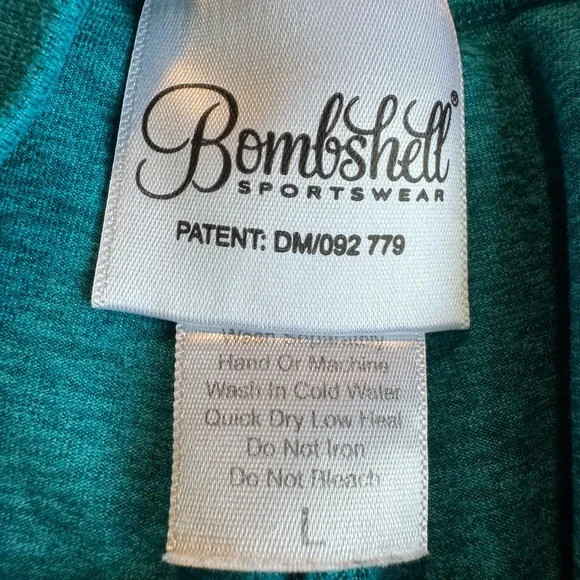 Bombshell®
SPORTSWEAR
PATENT: DM/092 779
Wash Separately
Hand Or Machine
Wash In Cold Water
Quick Dry Low Heat
Do Not Iron
Do Not Bleach
L